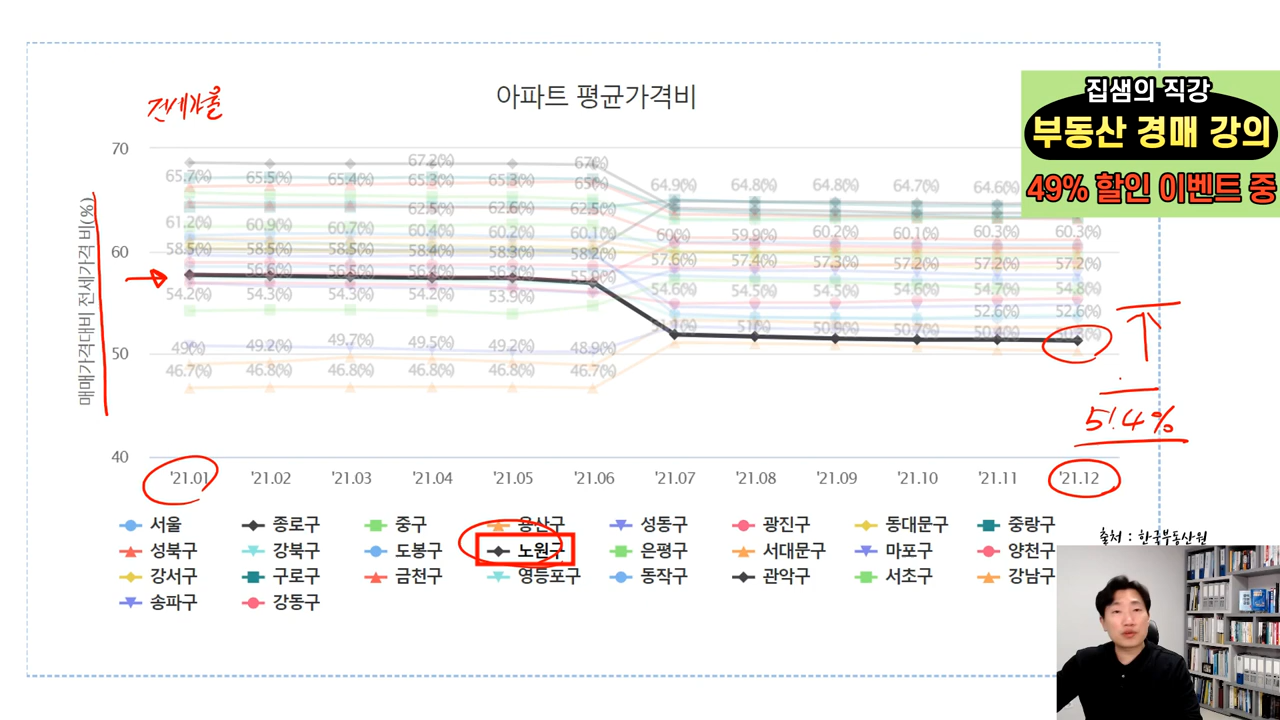 집샘의 직강
부동산 경매 강의
49% 할인 이벤트 중
아파트 평균가격비
전세가율
매매가격대비 전세가격 비(%)
70
60
50
40
67.2(%) 67(%)
65.7(%) 65.5(%) 65.4(%) 65.3(%) 65.3(%) 65(%) 64.9(%) 64.8(%) 64.8(%) 64.7(%) 64.6(%)
62.5(%) 62.6(%) 62.5(%)
61.2(%) 60.9(%) 60.7(%) 60.4(%) 60.2(%) 60.1(%) 60(%) 59.9(%) 60.2(%) 60.1(%) 60.3(%) 60.3(%)
58.5(%) 58.5(%) 58.5(%) 58.4(%) 58.3(%) 58.2(%) 57.6(%) 57.4(%) 57.3(%) 57.2(%) 57.2(%) 57.2(%)
54.2(%) 54.3(%) 54.3(%) 54.2(%) 53.9(%) 54.6(%) 54.5(%) 54.5(%) 54.5(%) 54.7(%) 54.8(%)
52.6(%) 52.6(%)
51(%) 50.9(%) 50.7(%)
49(%) 49.2(%) 49.7(%) 49.5(%) 49.2(%) 48.9(%)
46.7(%) 46.8(%) 46.8(%) 46.8(%) 46.8(%) 46.7(%)
51.4%
'21.01 '21.02 '21.03 '21.04 '21.05 '21.06 '21.07 '21.08 '21.09 '21.10 '21.11 '21.12
서울 종로구 중구 용산구 성동구 광진구 동대문구 중랑구
성북구 강북구 도봉구 노원구 은평구 서대문구 마포구 양천구
강서구 구로구 금천구 영등포구 동작구 관악구 서초구 강남구
송파구 강동구
출처 : 한국부동산원